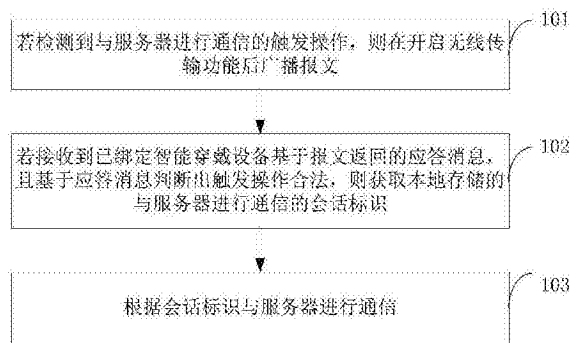 101
若检测到与服务器进行通信的触发操作，则在开启无线传
输功能后广播报文
102
若接收到已绑定智能穿戴设备基于报文返回的应答消息，
且基于应答消息判断出触发操作合法，则获取本地存储的
与服务器进行通信的会话标识
103
根据会话标识与服务器进行通信